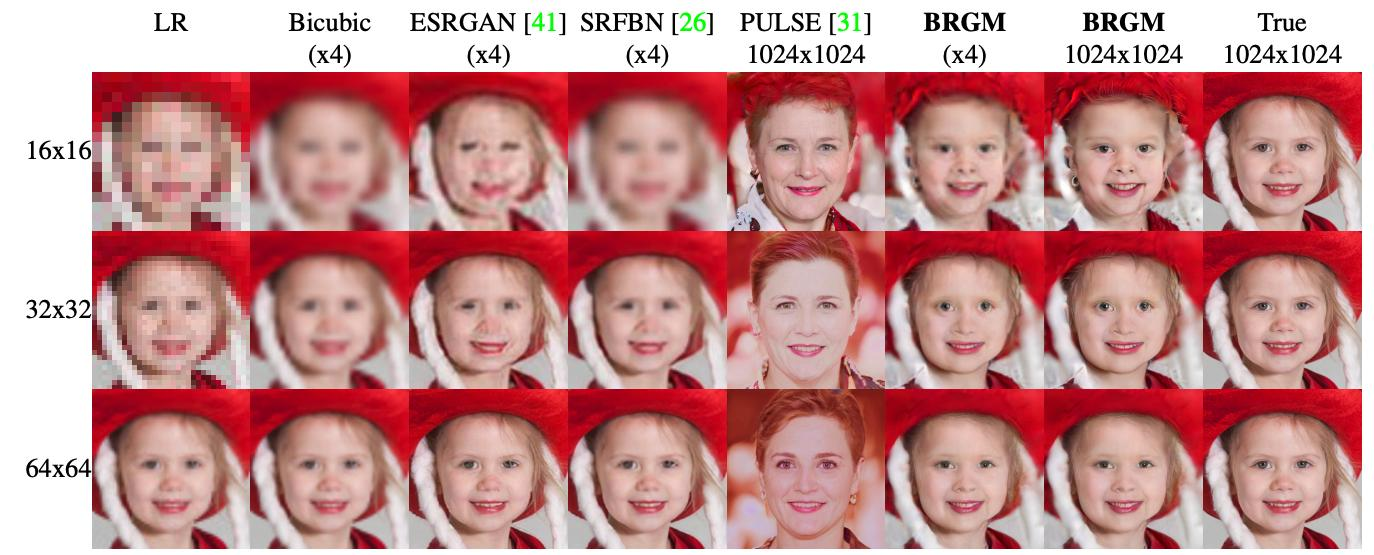 LR Bicubic ESRGAN [41] SRFBN [26] PULSE [31] BRGM BRGM True
(x4) (x4) (x4) 1024x1024 (x4) 1024x1024 1024x1024
16x16
32x32
64x64